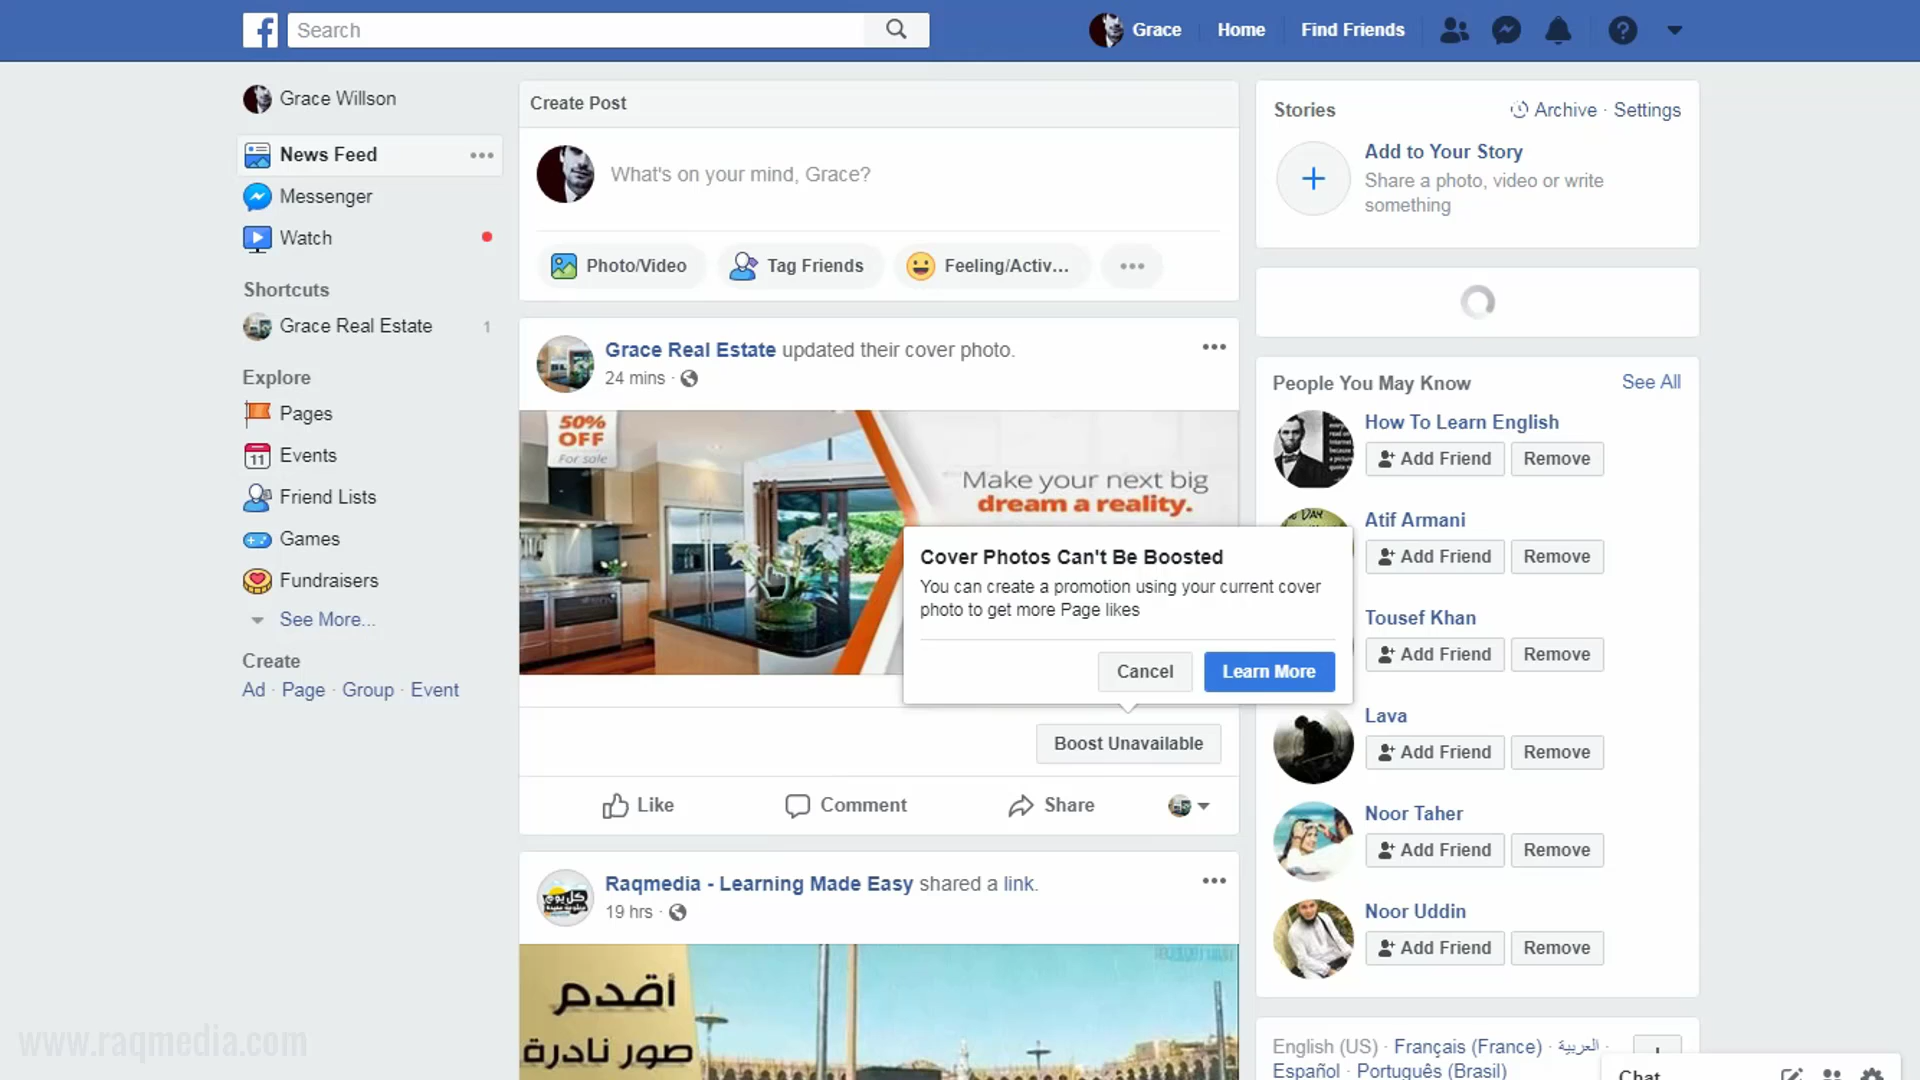 Search
Grace
Home
Find Friends
Grace Willson
News Feed
Messenger
Watch
Shortcuts
Grace Real Estate 1
Explore
Pages
11
Events
Friend Lists
Games
Fundraisers
See More...
Create
Ad · Page · Group · Event
Create Post
What's on your mind, Grace?
Photo/Video
Tag Friends
Feeling/Activ...
Grace Real Estate updated their cover photo.
24 mins ·
50%
OFF
For sale
Make your next big
dream a reality.
Cover Photos Can't Be Boosted
You can create a promotion using your current cover
photo to get more Page likes
Cancel
Learn More
Boost Unavailable
Like
Comment
Share
Raqmedia - Learning Made Easy shared a link.
19 hrs ·
أقدم
صور نادرة
Stories
Archive · Settings
Add to Your Story
Share a photo, video or write
something
People You May Know
See All
How To Learn English
Add Friend
Remove
Atif Armani
Add Friend
Remove
Tousef Khan
Add Friend
Remove
Lava
Add Friend
Remove
Noor Taher
Add Friend
Remove
Noor Uddin
Add Friend
Remove
English (US) · Français (France) · العربية ·
Español · Português (Brasil)
Chat
www.raqmedia.com